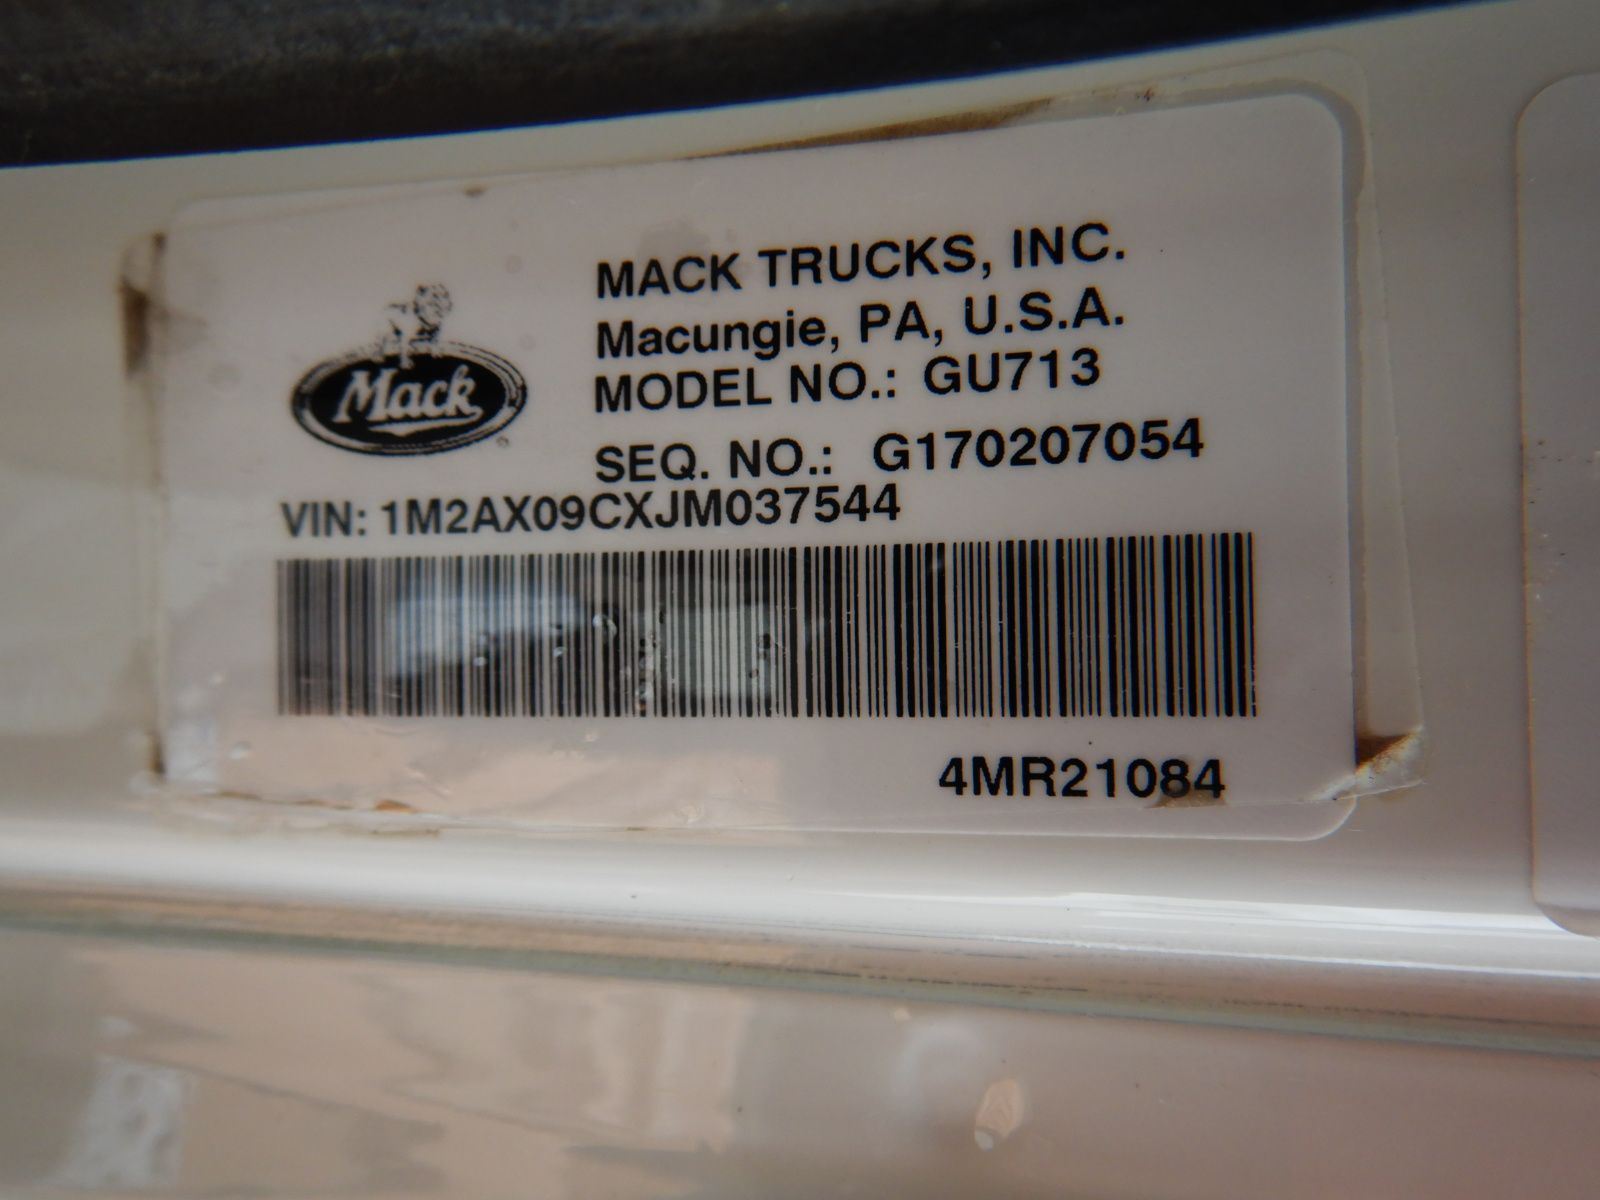 Mack
MACK TRUCKS, INC.
Macungie, PA, U.S.A.
MODEL NO.: GU713
SEQ. NO.: G170207054
VIN: 1M2AX09CXJM037544
4MR21084